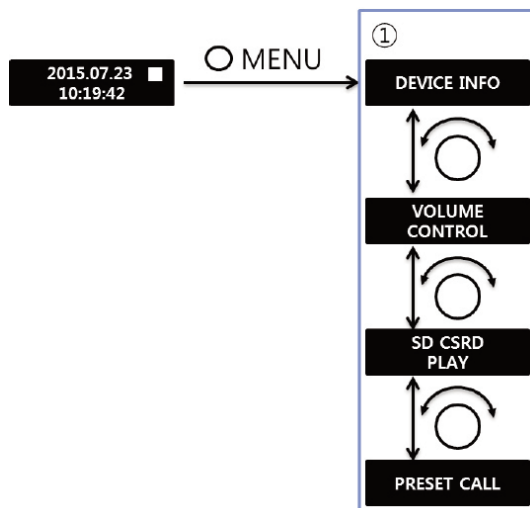 2015.07.23
10:19:42
MENU
①
DEVICE INFO
VOLUME
CONTROL
SD CSRD
PLAY
PRESET CALL